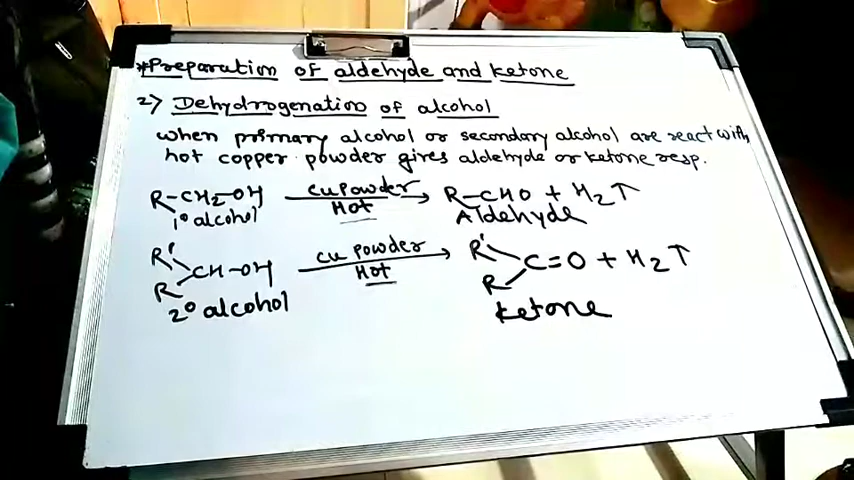 *Preparation of aldehyde and ketone
2) Dehydrogenation of alcohol
when primary alcohol or secondary alcohol are react with
hot copper powder gives aldehyde or ketone resp.
R-CH2-OH Cu Powder Hot → R-CHO + H2↑
1° alcohol Aldehyde
R' R CH-OH Cu Powder Hot → R' R C=O + H2↑
2° alcohol ketone